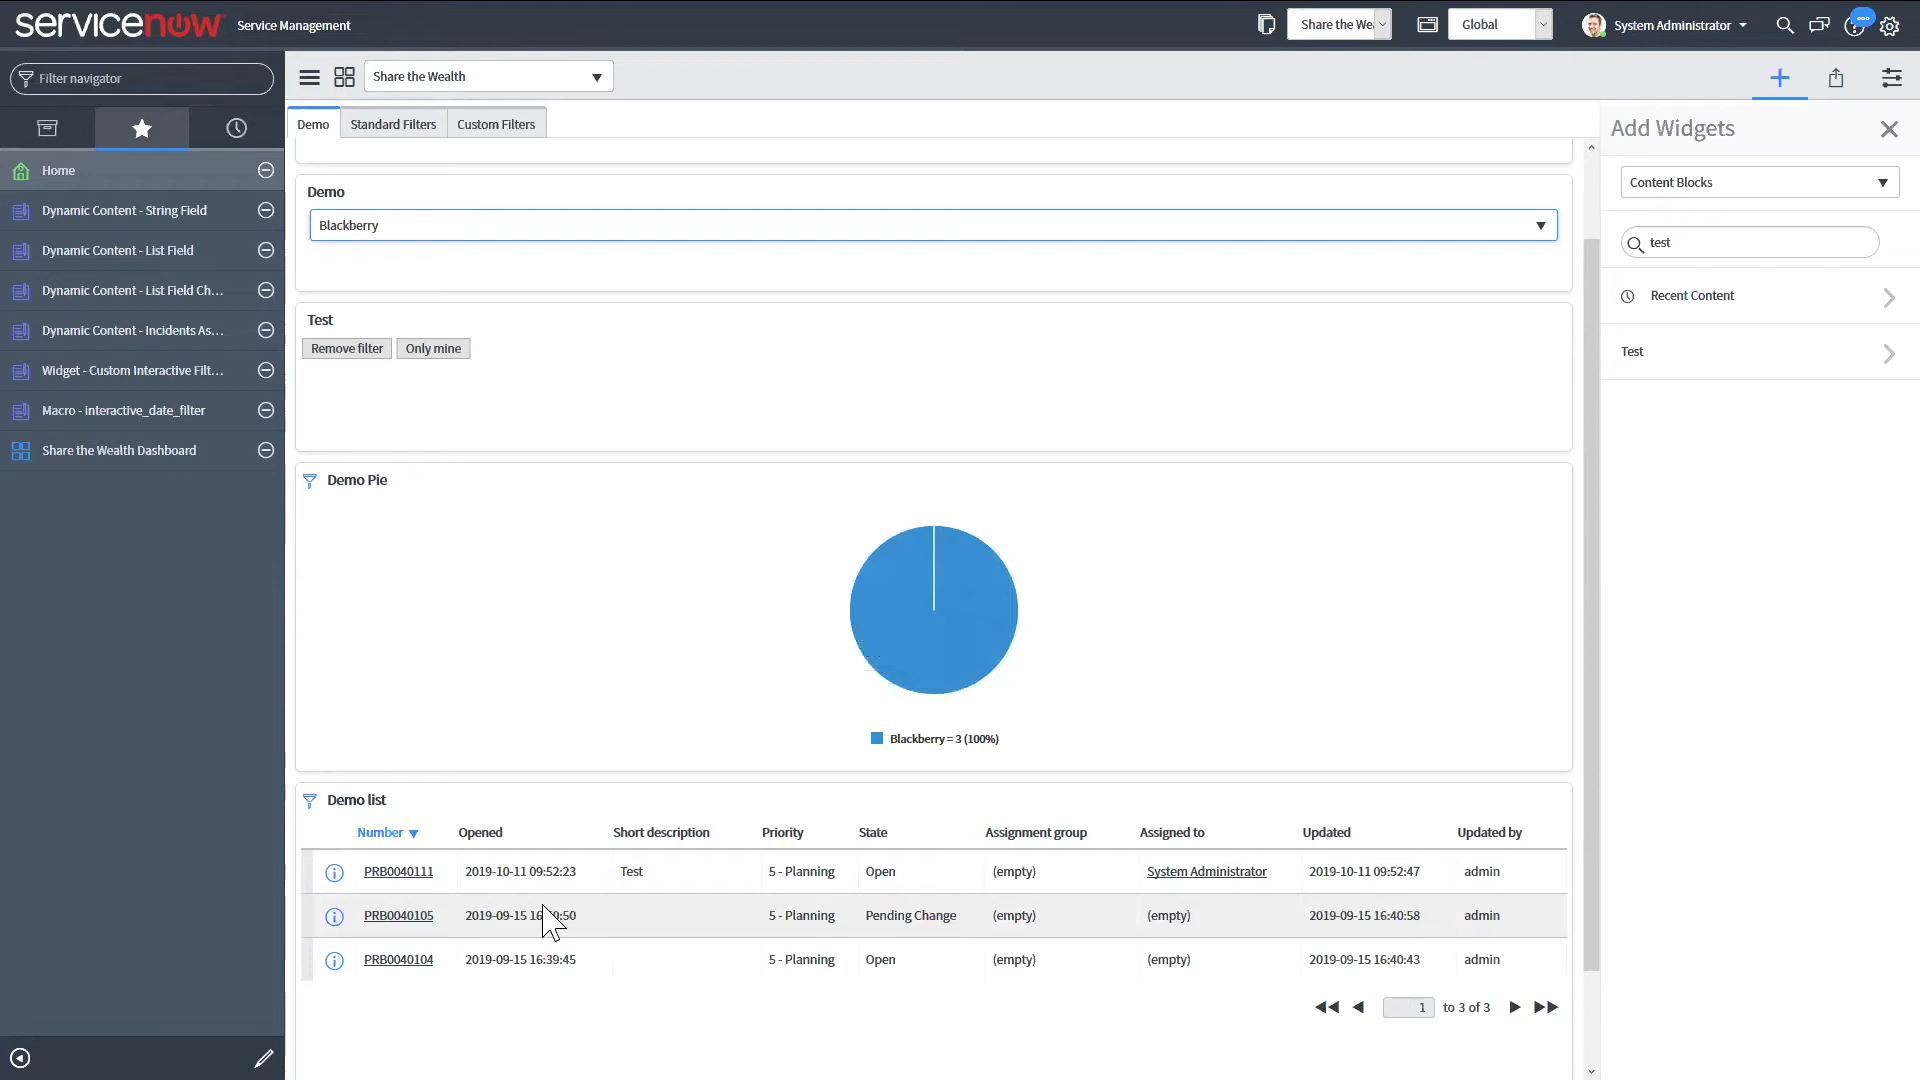 servicenow Service Management
Share the We
Global
System Administrator
Filter navigator
Share the Wealth
Demo
Standard Filters
Custom Filters
Home
Dynamic Content - String Field
Dynamic Content - List Field
Dynamic Content - List Field Ch...
Dynamic Content - Incidents As...
Widget - Custom Interactive Filt...
Macro - interactive_date_filter
Share the Wealth Dashboard
Demo
Blackberry
Test
Remove filter Only mine
Demo Pie
Blackberry = 3 (100%)
Demo list
Number Opened Short description Priority State Assignment group Assigned to Updated Updated by
PRB0040111 2019-10-11 09:52:23 Test 5 - Planning Open (empty) System Administrator 2019-10-11 09:52:47 admin
PRB0040105 2019-09-15 5 - Planning Pending Change (empty) (empty) 2019-09-15 16:40:58 admin
PRB0040104 2019-09-15 16:39:45 5 - Planning Open (empty) (empty) 2019-09-15 16:40:43 admin
1 to 3 of 3
Add Widgets
Content Blocks
test
Recent Content
Test